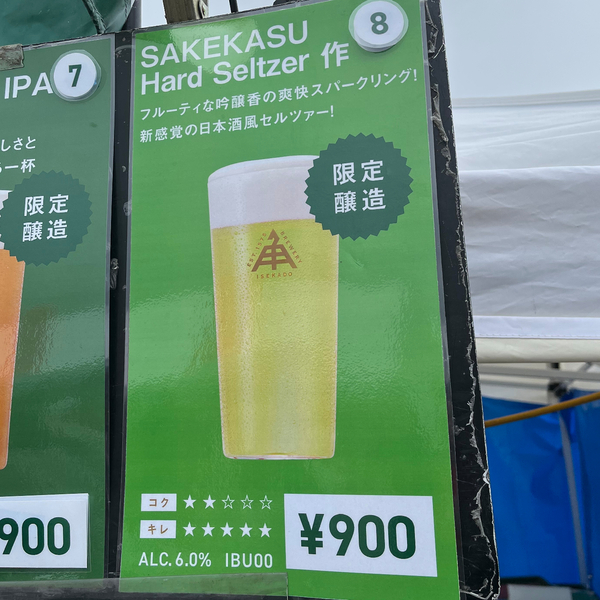 IPA
7
しさと
一杯
限定
醸造
900
8
SAKEKASU
Hard Seltzer 作
フルーティな吟醸香の爽快スパークリング!
新感覚の日本酒風セルツァー!
限定
醸造
BREWERY
ISEKADO
コク ★★☆☆☆
キレ ★★★★★
ALC.6.0% IBU00
¥900